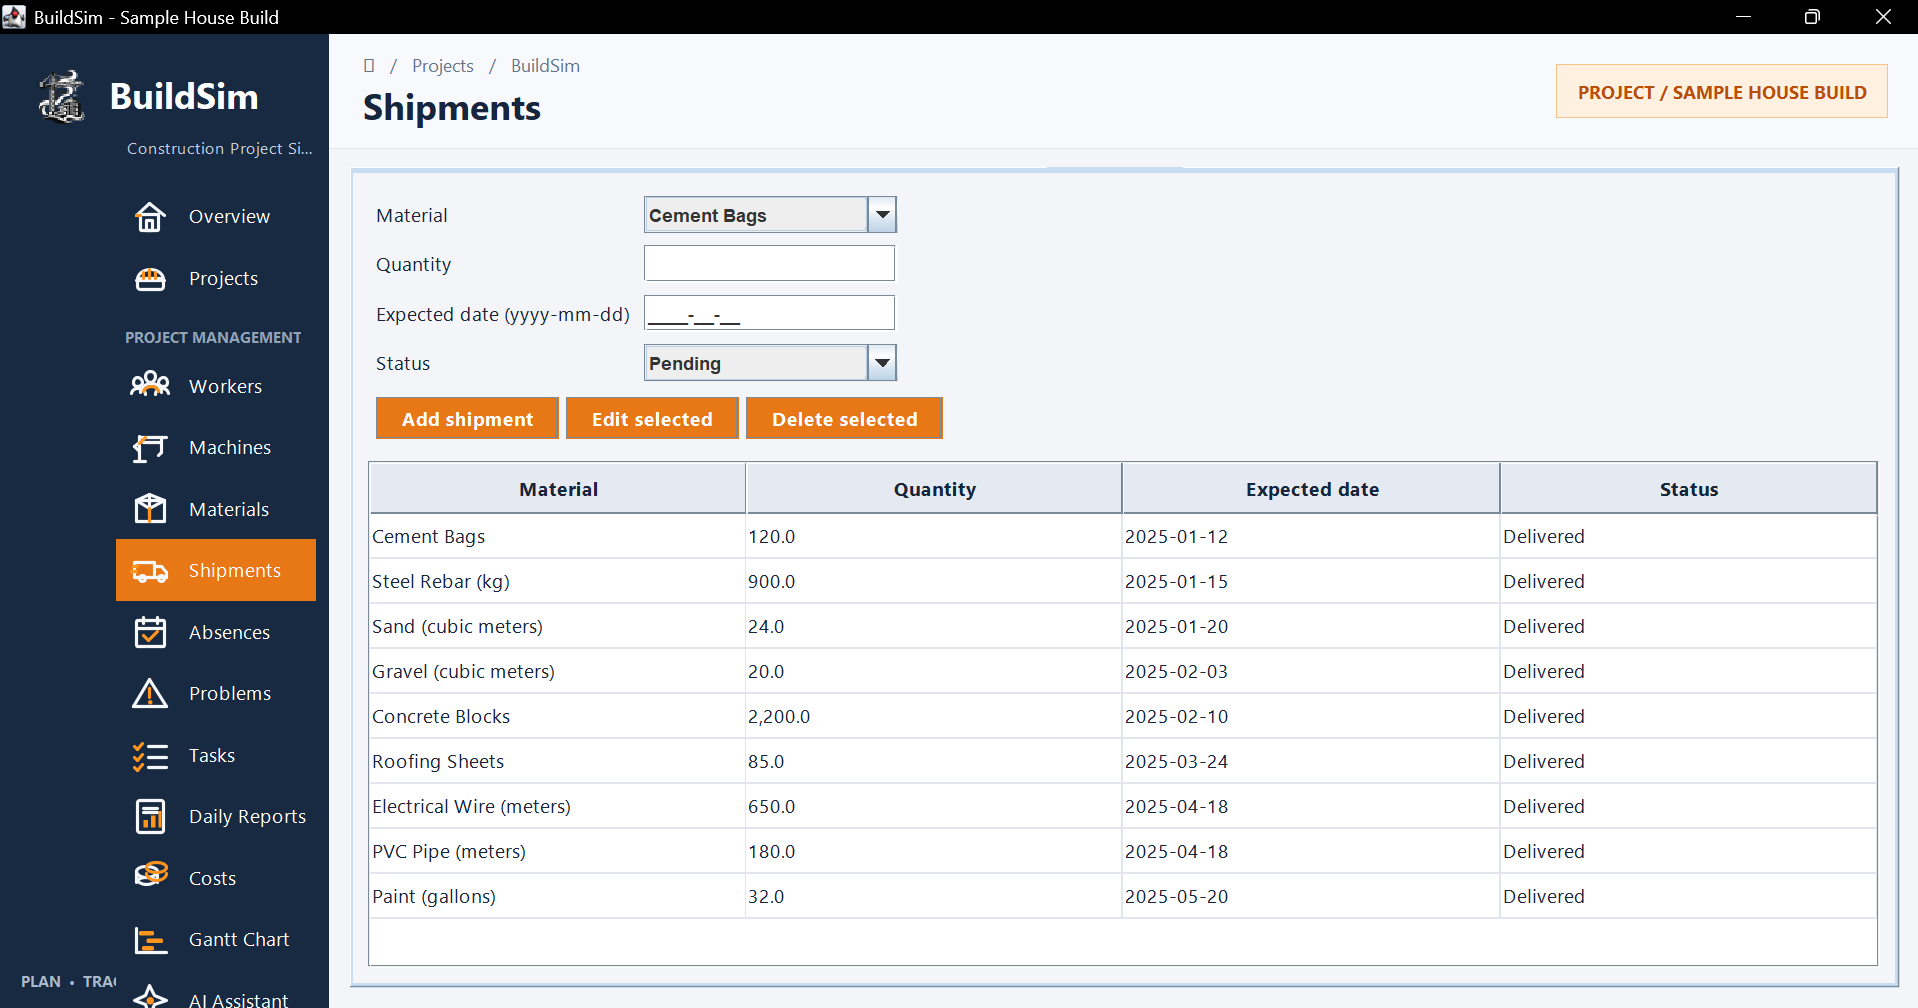 BuildSim - Sample House Build
BuildSim
Construction Project Si...
Overview
Projects
PROJECT MANAGEMENT
Workers
Machines
Materials
Shipments
Absences
Problems
Tasks
Daily Reports
Costs
Gantt Chart
AI Assistant
PLAN • TRAC
/ Projects / BuildSim
Shipments
PROJECT / SAMPLE HOUSE BUILD
Material Cement Bags
Quantity
Expected date (yyyy-mm-dd) ____-__-__
Status Pending
Add shipment Edit selected Delete selected
Material Quantity Expected date Status
Cement Bags 120.0 2025-01-12 Delivered
Steel Rebar (kg) 900.0 2025-01-15 Delivered
Sand (cubic meters) 24.0 2025-01-20 Delivered
Gravel (cubic meters) 20.0 2025-02-03 Delivered
Concrete Blocks 2,200.0 2025-02-10 Delivered
Roofing Sheets 85.0 2025-03-24 Delivered
Electrical Wire (meters) 650.0 2025-04-18 Delivered
PVC Pipe (meters) 180.0 2025-04-18 Delivered
Paint (gallons) 32.0 2025-05-20 Delivered